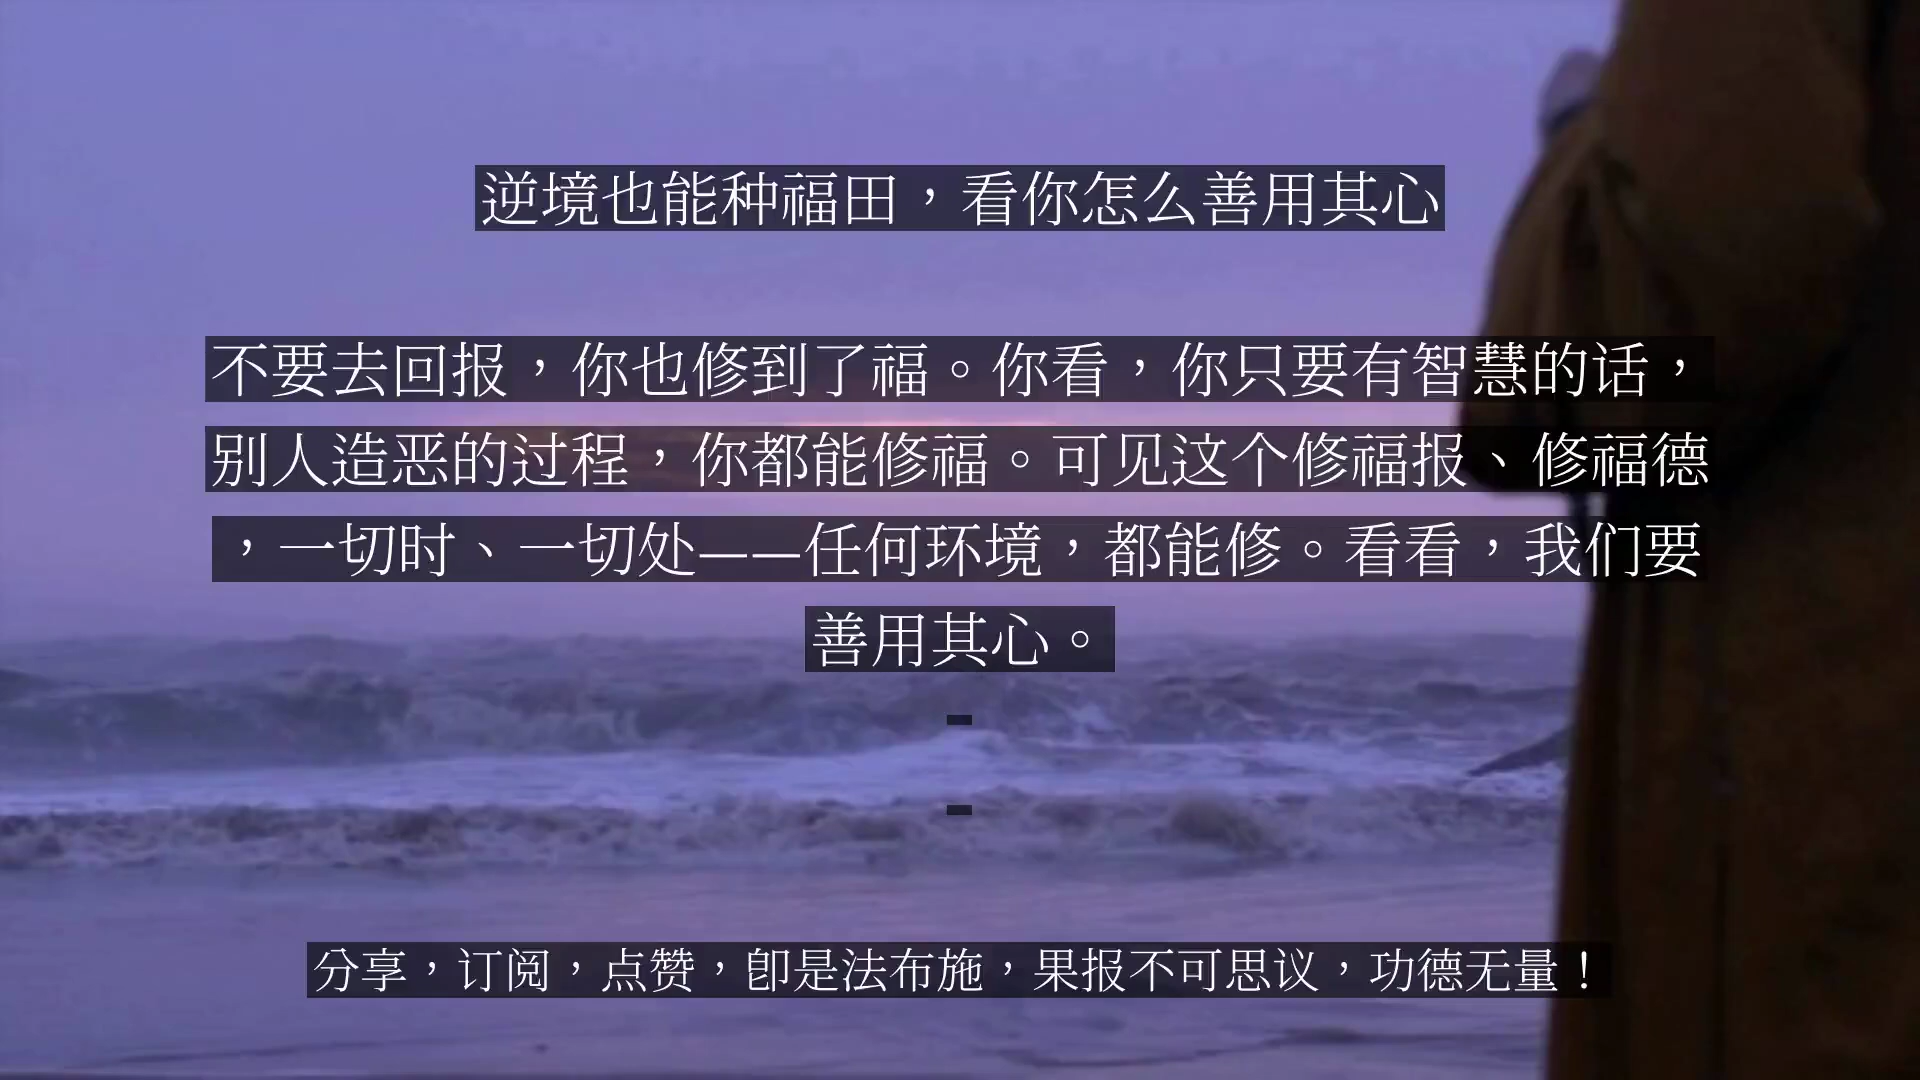 逆境也能种福田，看你怎么善用其心
不要去回报，你也修到了福。你看，你只要有智慧的话，
别人造恶的过程，你都能修福。可见这个修福报、修福德
，一切时、一切处——任何环境，都能修。看看，我们要
善用其心。
分享，订阅，点赞，卽是法布施，果报不可思议，功德无量！